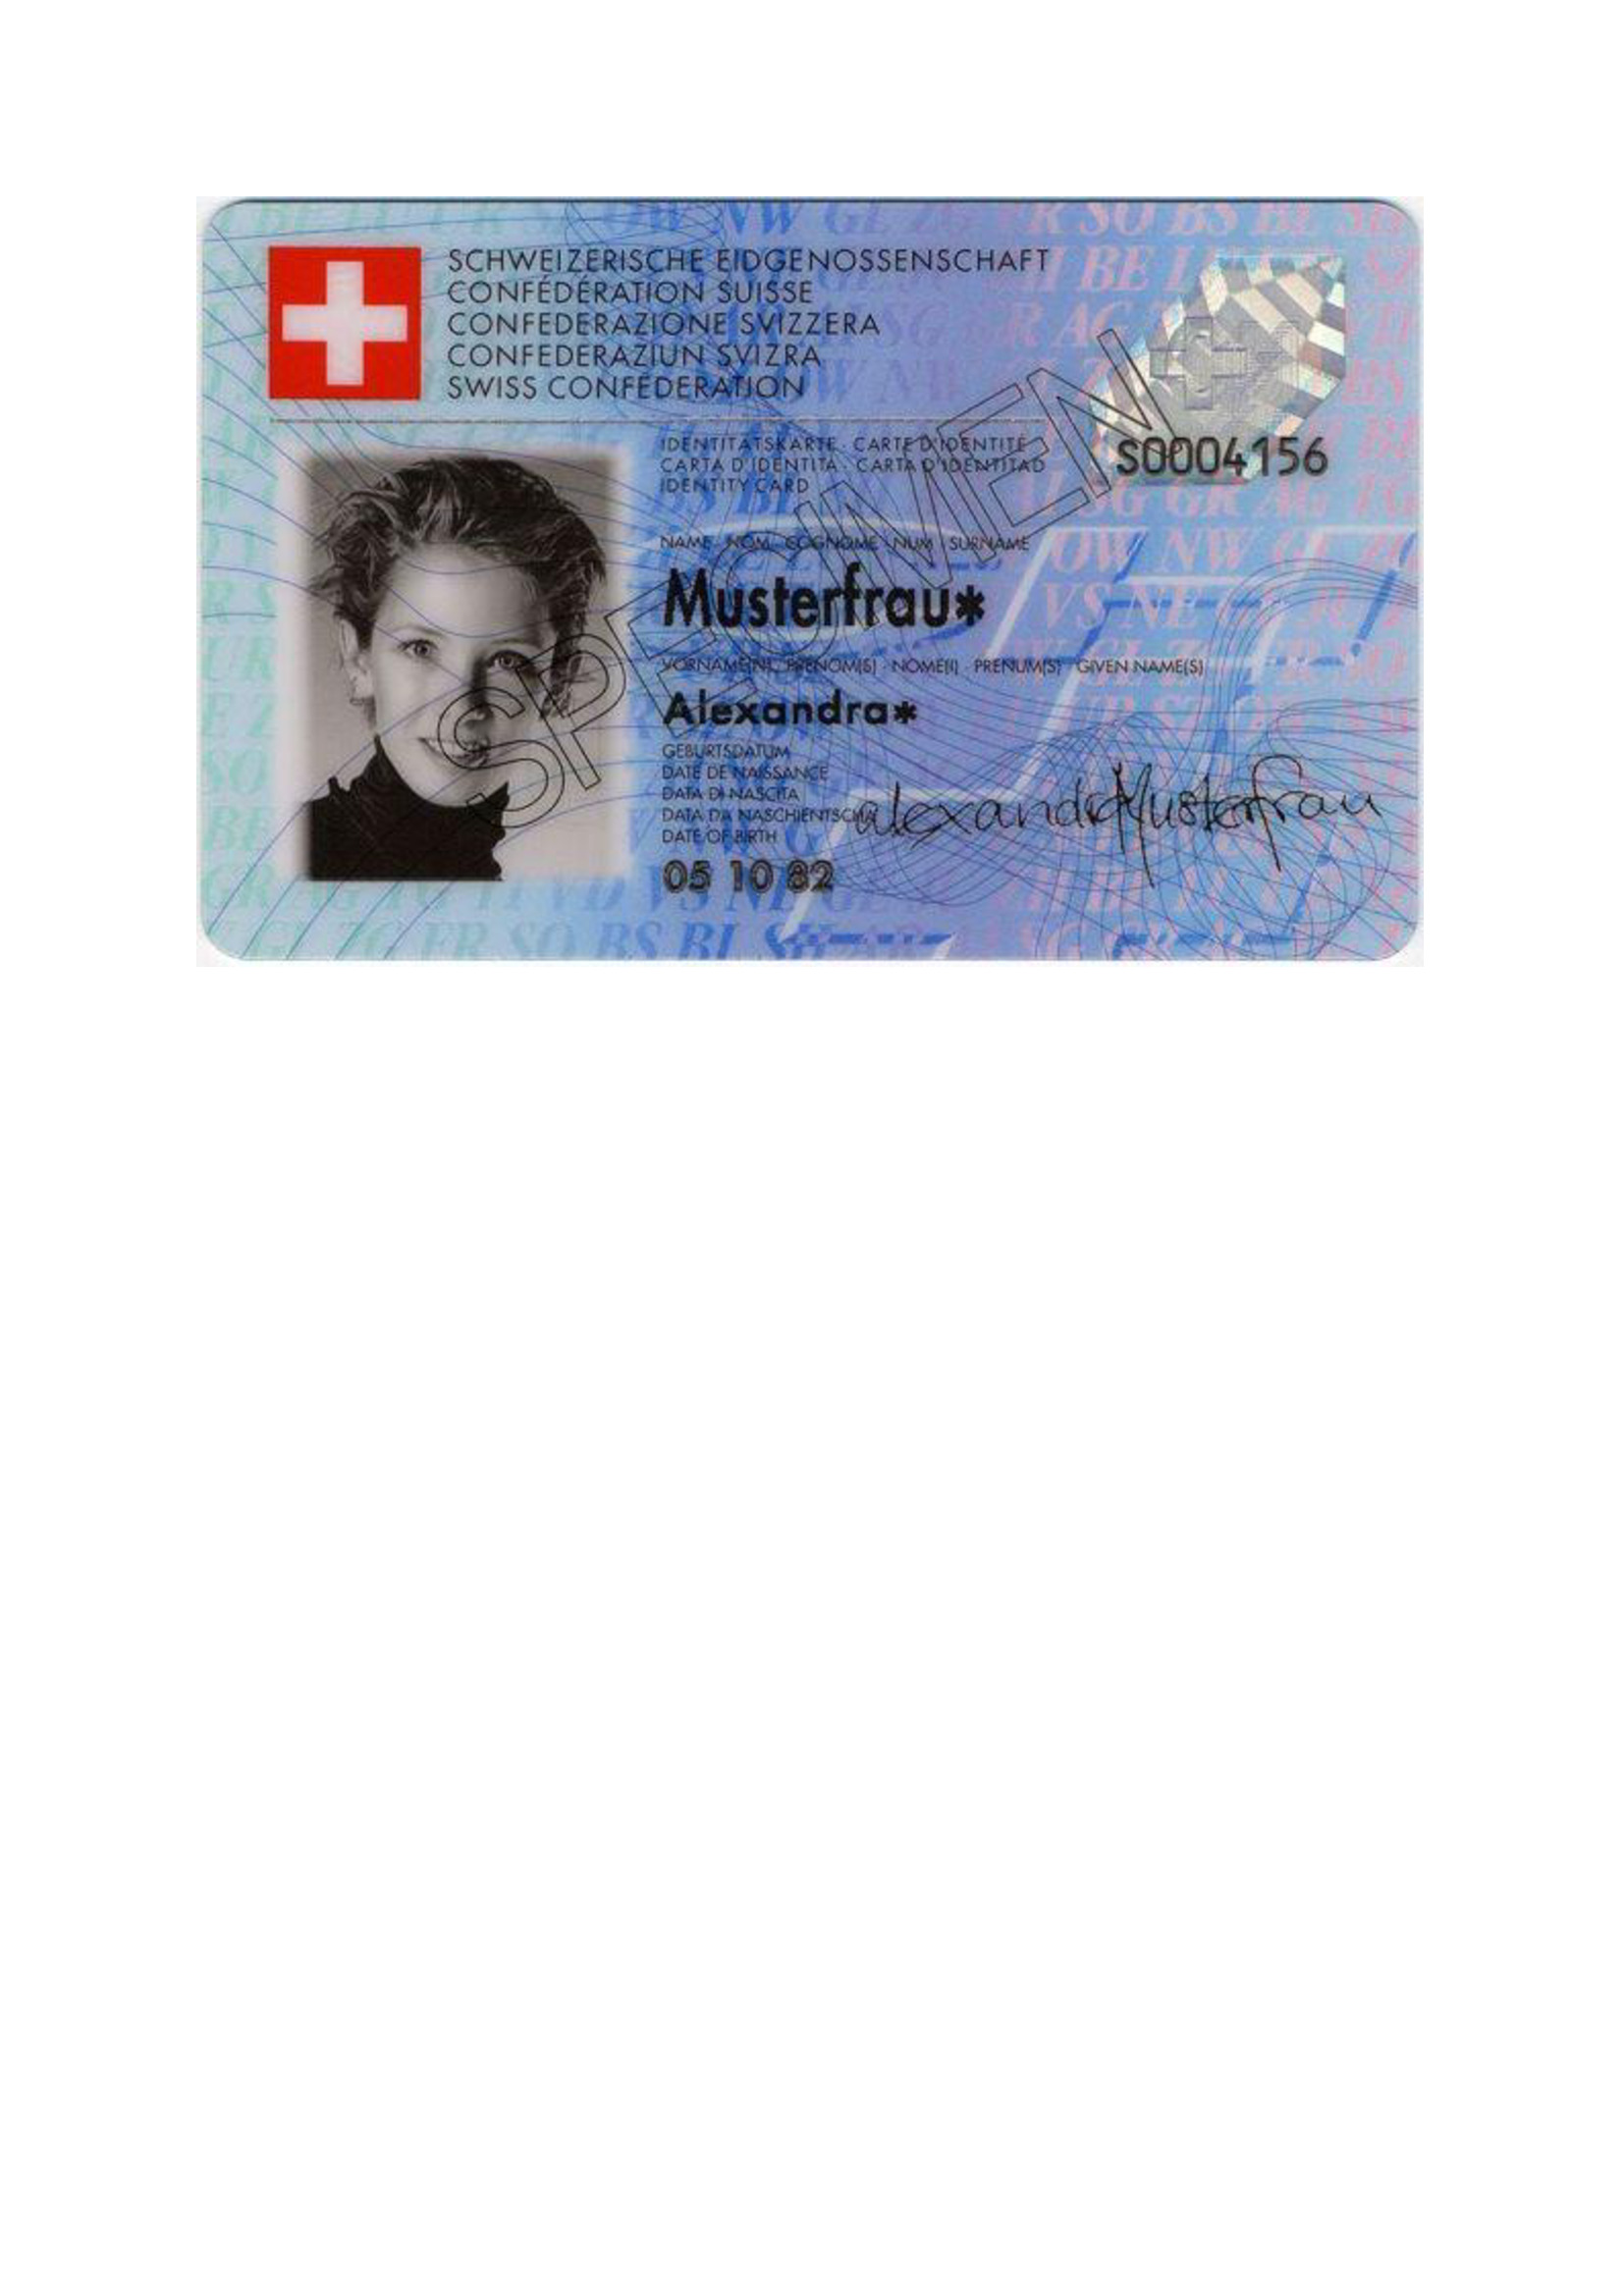 SCHWEIZERISCHE EIDGENOSSENSCHAFT
CONFÉDÉRATION SUISSE
CONFEDERAZIONE SVIZZERA
CONFEDERAZIUN SVIZRA
SWISS CONFEDERATION
IDENTITÄTSKARTE · CARTE D'IDENTITÉ
CARTA D'IDENTITÀ · CARTA D'IDENTITAD
IDENTITY CARD
S0004156
SPECIMEN
NAME · NOM · COGNOME · NUM · SURNAME
Musterfrau*
VORNAME(N) · PRÉNOM(S) · NOME(I) · PRENUM(S) · GIVEN NAME(S)
Alexandra*
GEBURTSDATUM
DATE DE NAISSANCE
DATA DI NASCITA
DATA DA NASCHIENTSCHA
DATE OF BIRTH
05 10 82
alexandra Musterfrau